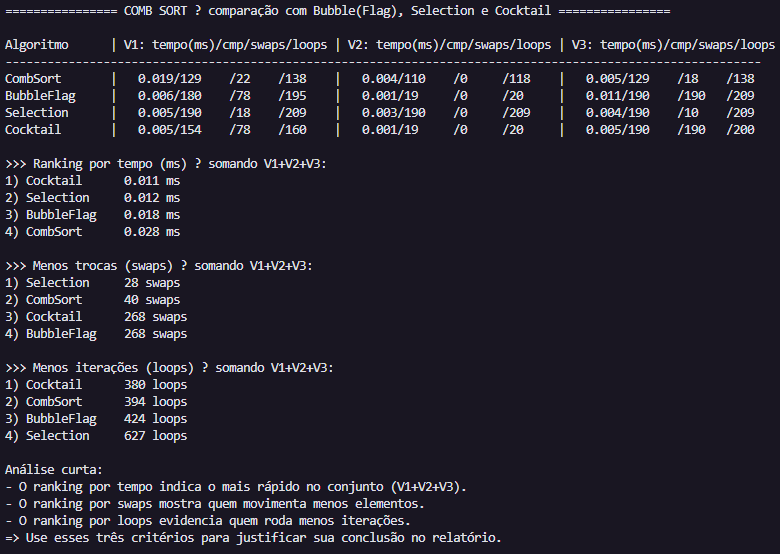 ================ COMB SORT ? comparação com Bubble(Flag), Selection e Cocktail ================
Algoritmo | V1: tempo(ms)/cmp/swaps/loops | V2: tempo(ms)/cmp/swaps/loops | V3: tempo(ms)/cmp/swaps/loops
------------------------------------------------------------------------------------------------------------
CombSort | 0.019/129 /22 /138 | 0.004/110 /0 /118 | 0.005/129 /18 /138
BubbleFlag | 0.006/180 /78 /195 | 0.001/19 /0 /20 | 0.011/190 /190 /209
Selection | 0.005/190 /18 /209 | 0.003/190 /0 /209 | 0.004/190 /10 /209
Cocktail | 0.005/154 /78 /160 | 0.001/19 /0 /20 | 0.005/190 /190 /200
>>> Ranking por tempo (ms) ? somando V1+V2+V3:
1) Cocktail 0.011 ms
2) Selection 0.012 ms
3) BubbleFlag 0.018 ms
4) CombSort 0.028 ms
>>> Menos trocas (swaps) ? somando V1+V2+V3:
1) Selection 28 swaps
2) CombSort 40 swaps
3) Cocktail 268 swaps
4) BubbleFlag 268 swaps
>>> Menos iterações (loops) ? somando V1+V2+V3:
1) Cocktail 380 loops
2) CombSort 394 loops
3) BubbleFlag 424 loops
4) Selection 627 loops
Análise curta:
- O ranking por tempo indica o mais rápido no conjunto (V1+V2+V3).
- O ranking por swaps mostra quem movimenta menos elementos.
- O ranking por loops evidencia quem roda menos iterações.
=> Use esses três critérios para justificar sua conclusão no relatório.